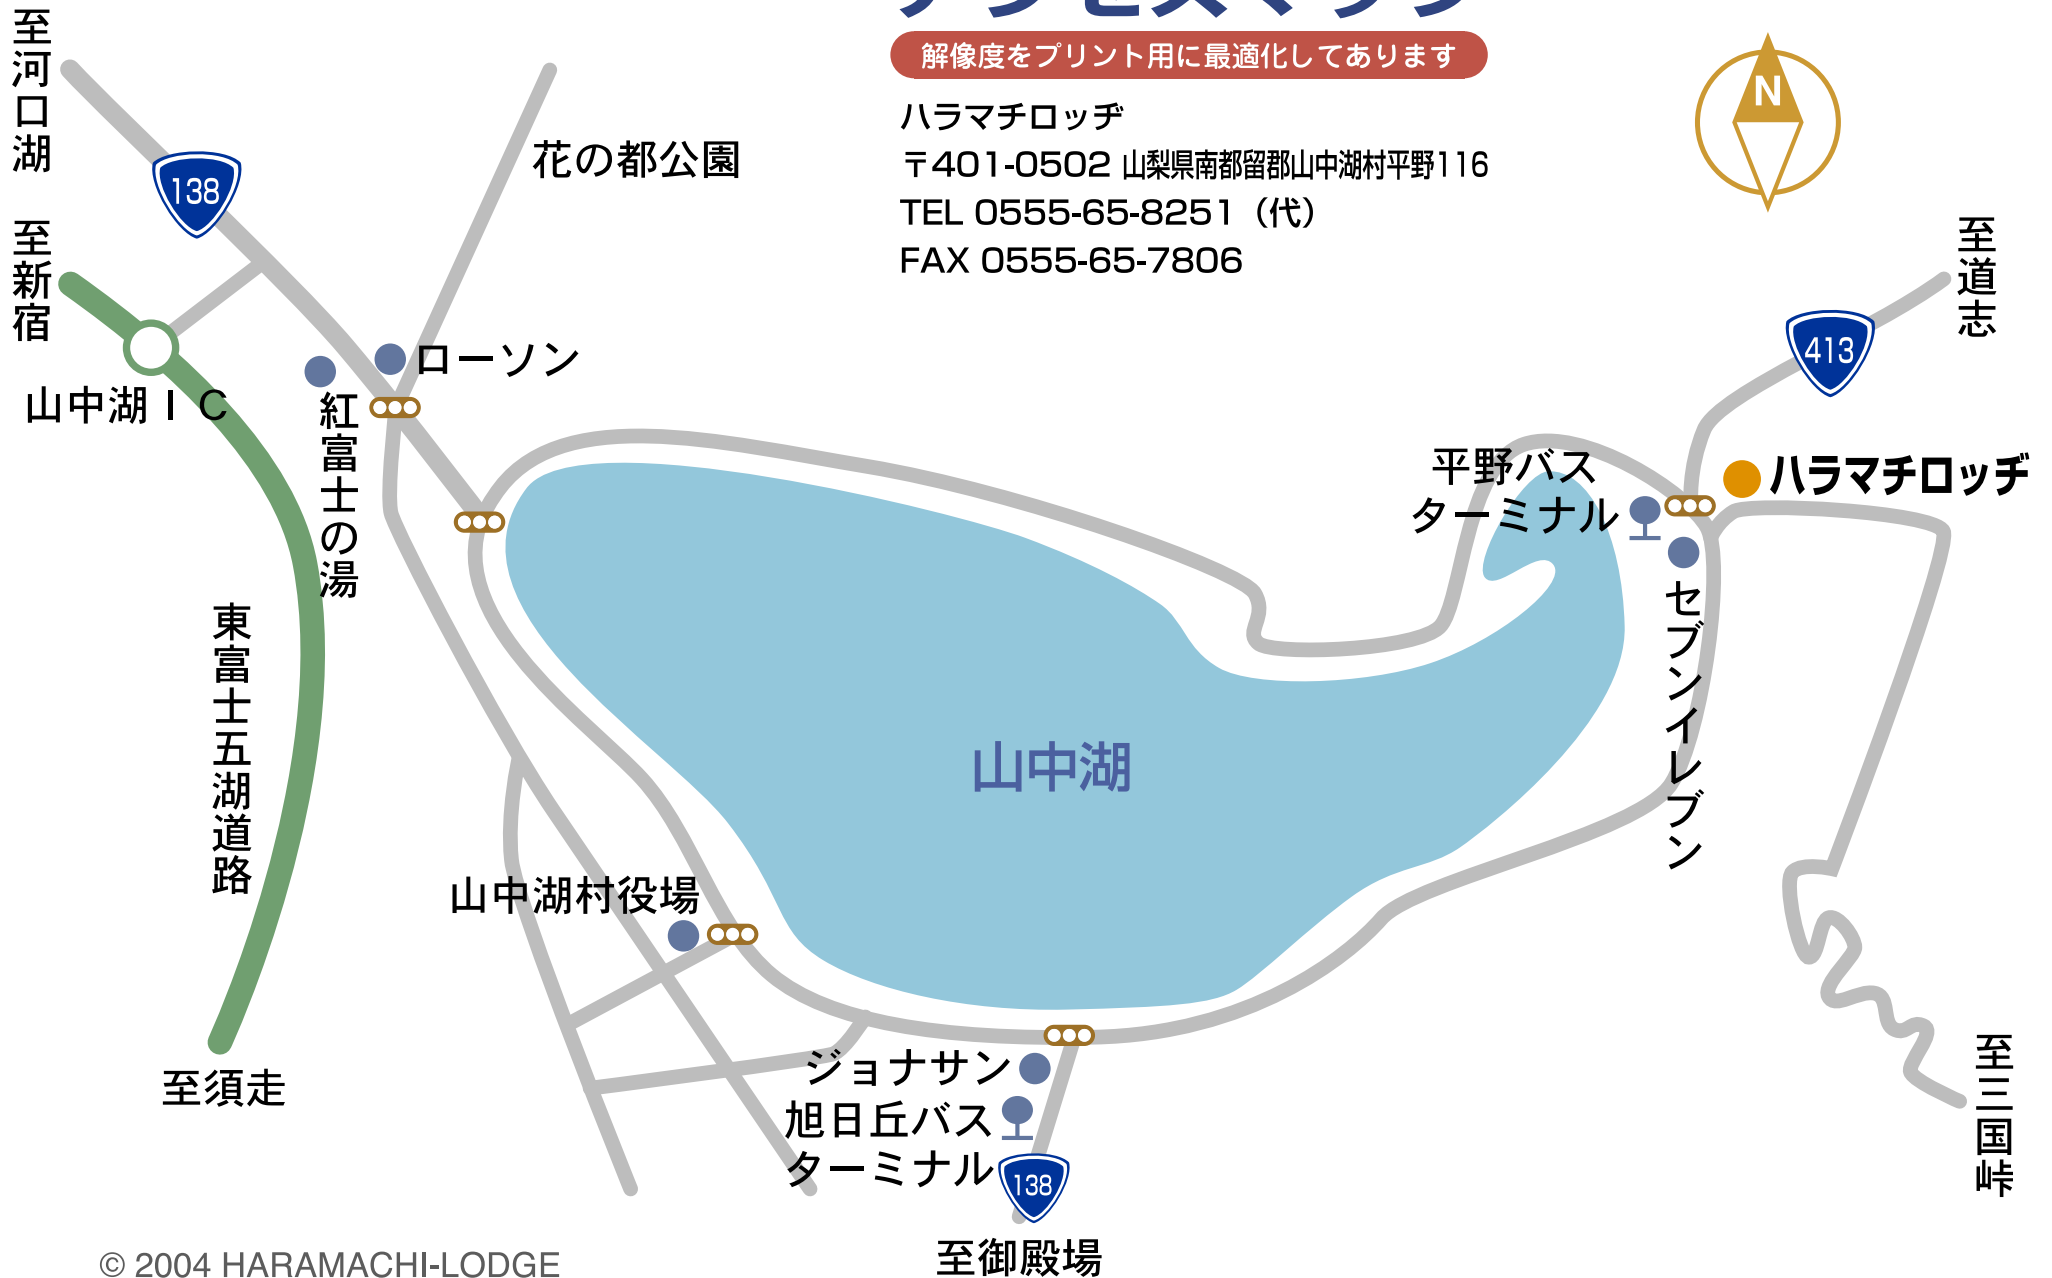 アクセスマップ
解像度をプリント用に最適化してあります
ハラマチロッヂ
〒401-0502 山梨県南都留郡山中湖村平野116
TEL 0555-65-8251（代）
FAX 0555-65-7806
N
至河口湖
138
花の都公園
至新宿
至道志
413
ローソン
山中湖ＩＣ
紅富士の湯
平野バス
ターミナル
ハラマチロッヂ
セブンイレブン
東富士五湖道路
山中湖
山中湖村役場
至須走
ジョナサン
旭日丘バス
ターミナル
138
至三国峠
至御殿場
© 2004 HARAMACHI-LODGE